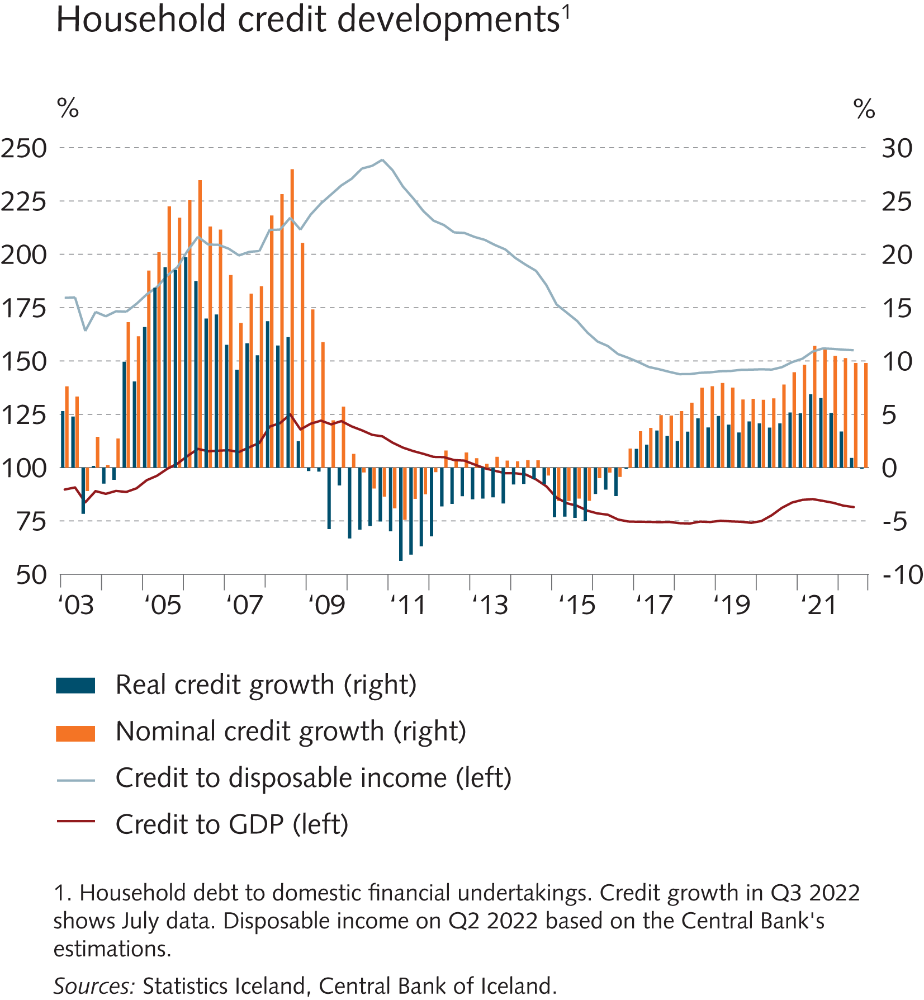 Household credit developments¹
% %
250 30
225 25
200 20
175 15
150 10
125 5
100 0
75 -5
50 -10
‘03 ‘05 ‘07 ‘09 ‘11 ‘13 ‘15 ‘17 ‘19 ‘21
Real credit growth (right)
Nominal credit growth (right)
Credit to disposable income (left)
Credit to GDP (left)
1. Household debt to domestic financial undertakings. Credit growth in Q3 2022
shows July data. Disposable income on Q2 2022 based on the Central Bank's
estimations.
Sources: Statistics Iceland, Central Bank of Iceland.